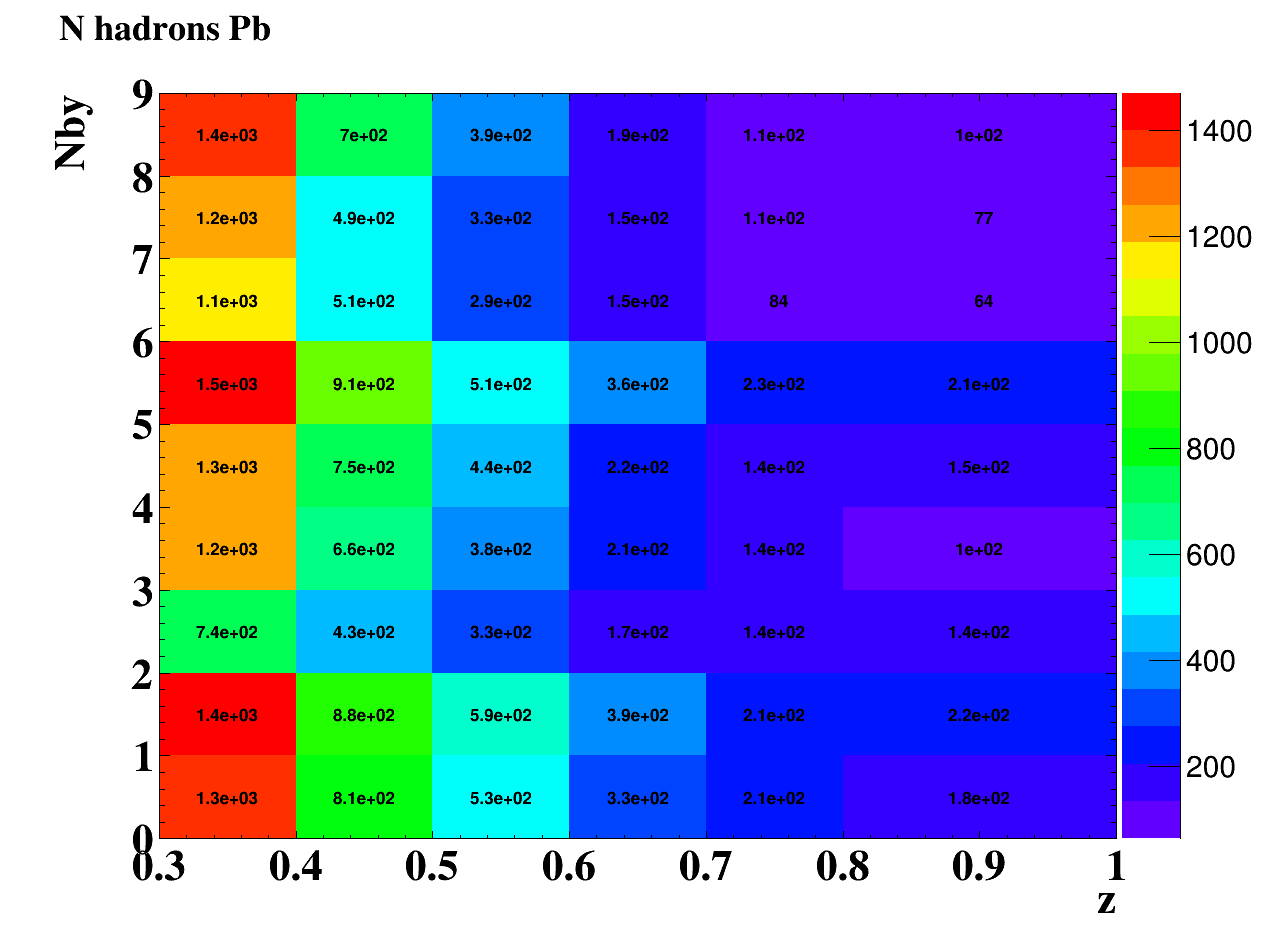 N hadrons Pb
Nby
9
8
7
6
5
4
3
2
1
0
1.4e+03 7e+02 3.9e+02 1.9e+02 1.1e+02 1e+02
1.2e+03 4.9e+02 3.3e+02 1.5e+02 1.1e+02 77
1.1e+03 5.1e+02 2.9e+02 1.5e+02 84 64
1.5e+03 9.1e+02 5.1e+02 3.6e+02 2.3e+02 2.1e+02
1.3e+03 7.5e+02 4.4e+02 2.2e+02 1.4e+02 1.5e+02
1.2e+03 6.6e+02 3.8e+02 2.1e+02 1.4e+02 1e+02
7.4e+02 4.3e+02 3.3e+02 1.7e+02 1.4e+02 1.4e+02
1.4e+03 8.8e+02 5.9e+02 3.9e+02 2.1e+02 2.2e+02
1.3e+03 8.1e+02 5.3e+02 3.3e+02 2.1e+02 1.8e+02
0.3 0.4 0.5 0.6 0.7 0.8 0.9 1
z
1400
1200
1000
800
600
400
200